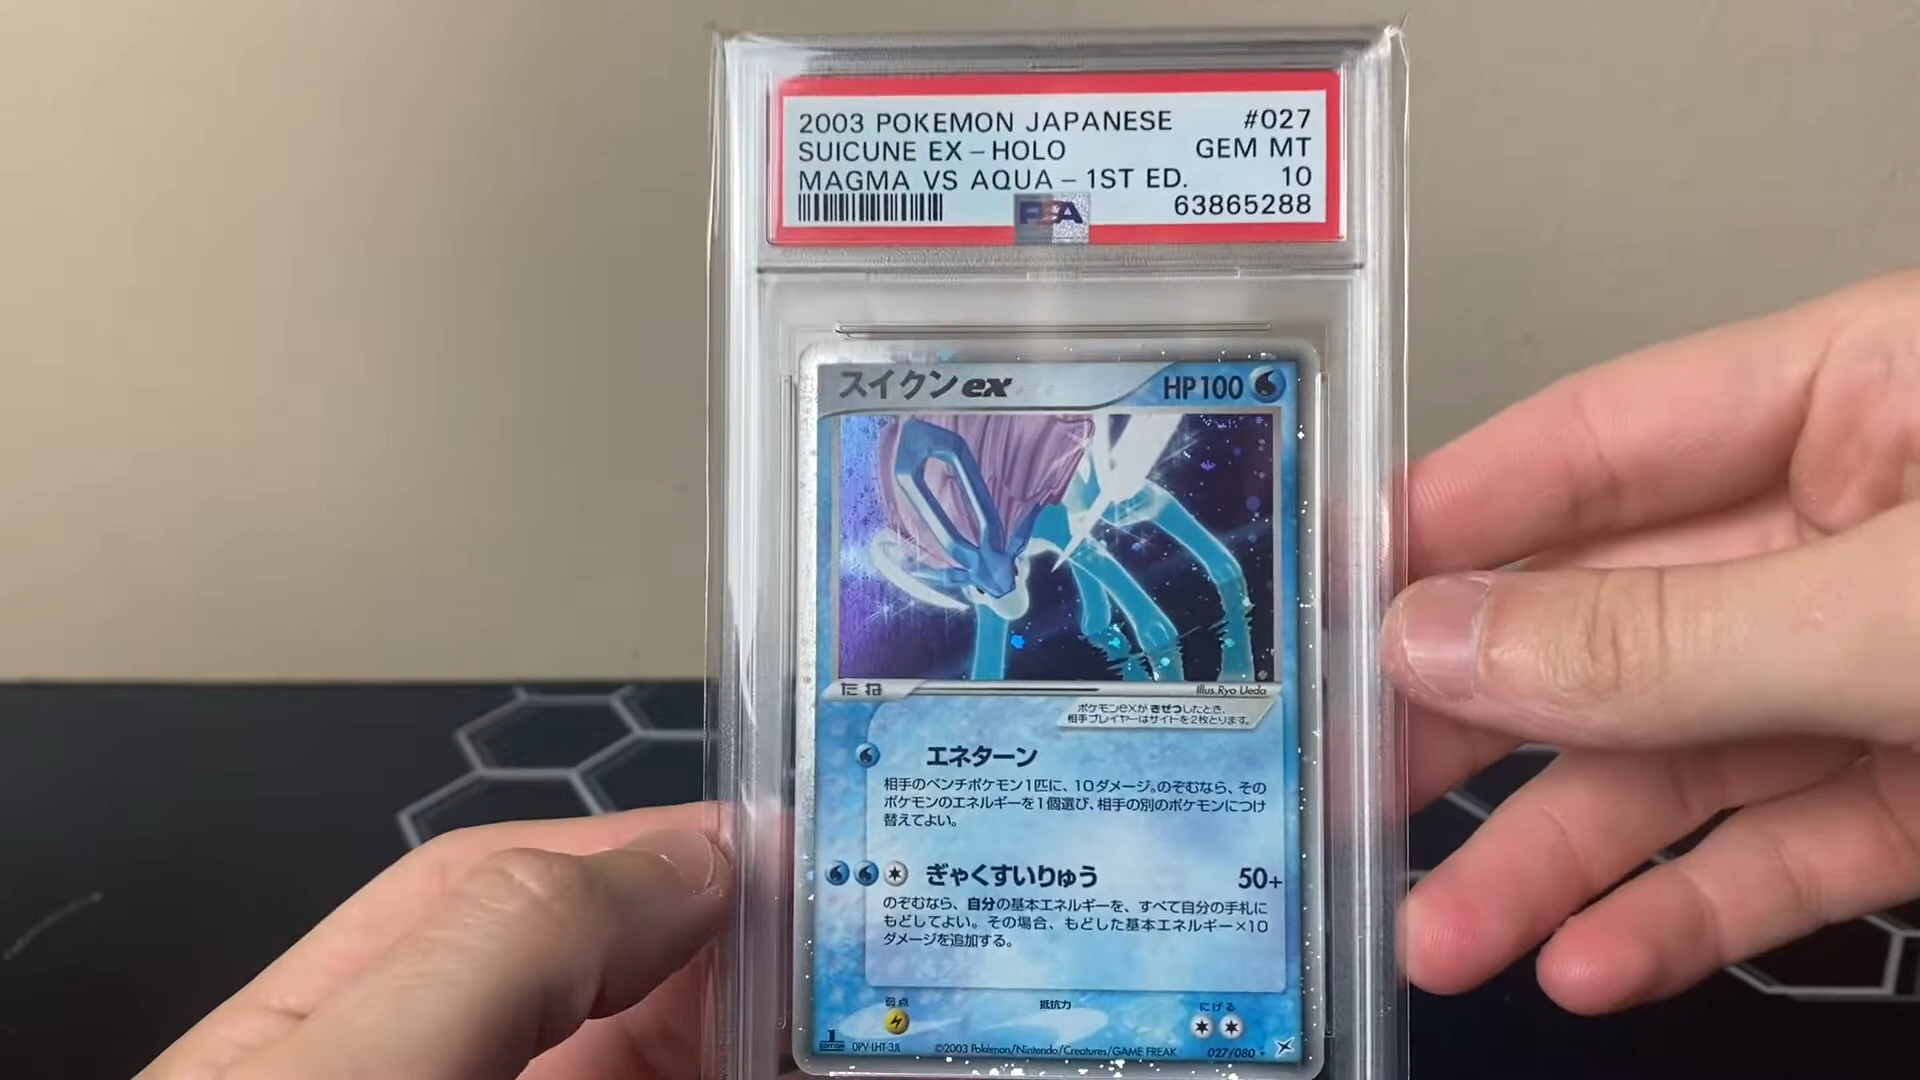 2003 POKEMON JAPANESE #027
SUICUNE EX-HOLO GEM MT
MAGMA VS AQUA-1ST ED. 10
63865288
PSA
スイクンex HP100
たね
Illus.Ryo Ueda
ポケモンexがきぜつしたとき、
相手プレイヤーはサイドを2枚とります。
エネターン
相手のベンチポケモン1匹に、10ダメージ。のぞむなら、その
ポケモンのエネルギーを1個選び、相手の別のポケモンにつけ
替えてよい。
ぎゃくすいりゅう 50+
のぞむなら、自分の基本エネルギーを、すべて自分の手札に
もどしてよい。その場合、もどした基本エネルギー×10
ダメージを追加する。
弱点 抵抗力 にげる
1 EDITION
OPV-LHT-3JL
©2003 Pokémon/Nintendo/Creatures/GAME FREAK
027/080